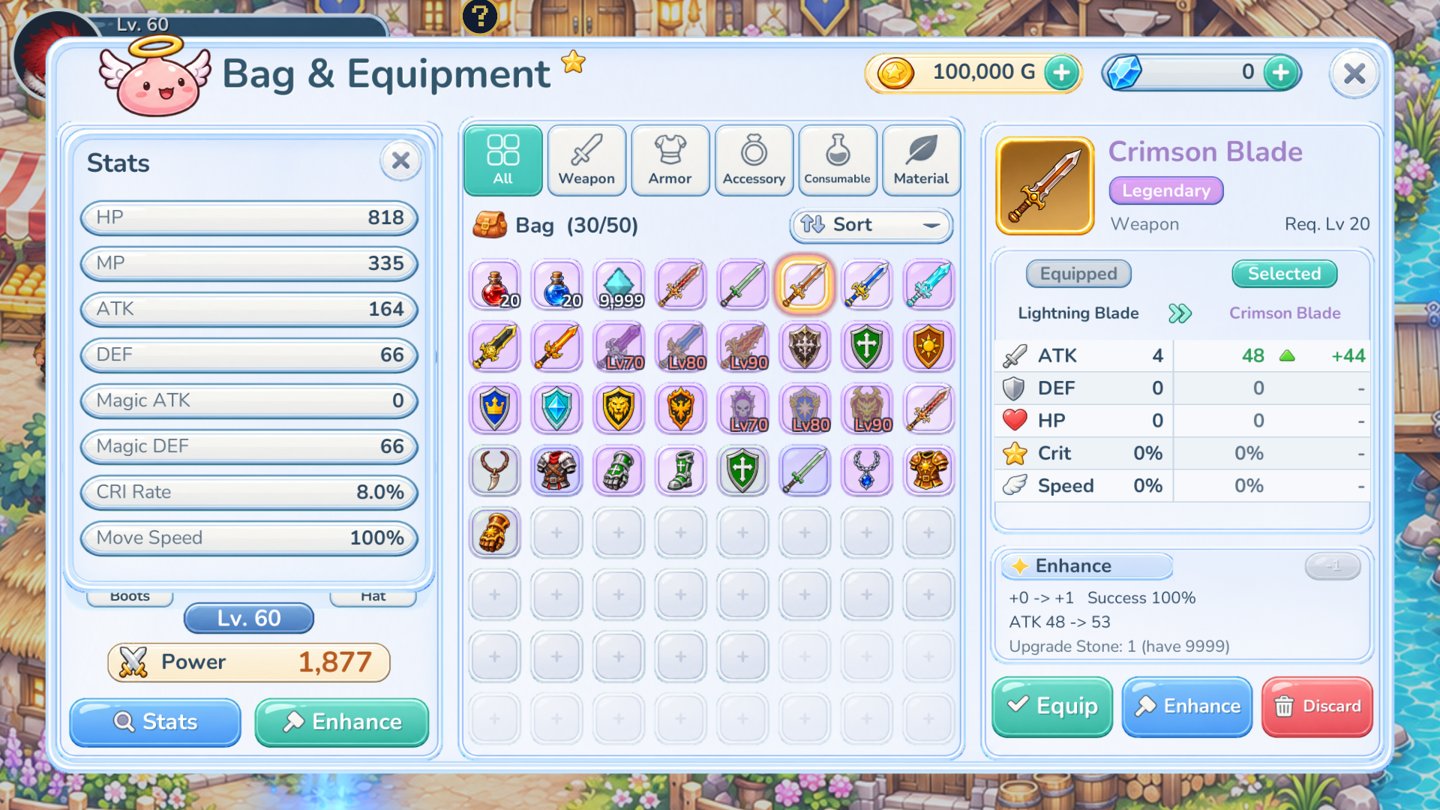 Lv. 60
?
Bag & Equipment
100,000 G
0
Stats
HP 818
MP 335
ATK 164
DEF 66
Magic ATK 0
Magic DEF 66
CRI Rate 8.0%
Move Speed 100%
Boots
Hat
Lv. 60
Power 1,877
Stats
Enhance
All
Weapon
Armor
Accessory
Consumable
Material
Bag (30/50)
Sort
20
20
9,999
Lv70
Lv80
Lv90
Lv70
Lv80
Lv90
Crimson Blade
Legendary
Weapon
Req. Lv 20
Equipped
Selected
Lightning Blade
Crimson Blade
ATK 4 48 +44
DEF 0 0 -
HP 0 0 -
Crit 0% 0% -
Speed 0% 0% -
Enhance
-1
+0 -> +1 Success 100%
ATK 48 -> 53
Upgrade Stone: 1 (have 9999)
Equip
Enhance
Discard